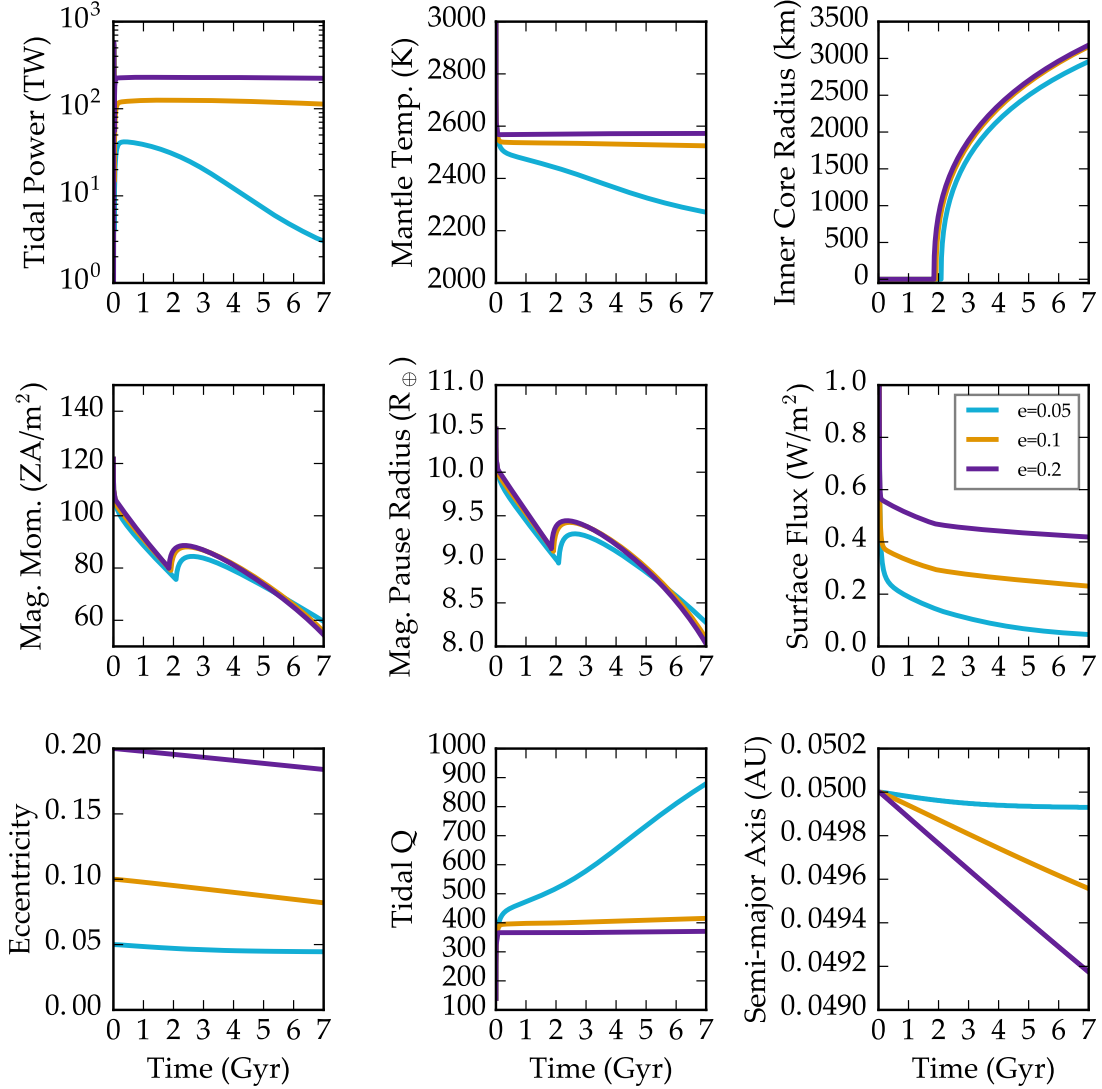 Tidal Power (TW)
10^3
10^2
10^1
10^0
0 1 2 3 4 5 6 7
Mantle Temp. (K)
3000
2800
2600
2400
2200
2000
0 1 2 3 4 5 6 7
Inner Core Radius (km)
3500
3000
2500
2000
1500
1000
500
0
0 1 2 3 4 5 6 7
Mag. Mom. (ZA/m²)
140
120
100
80
60
0 1 2 3 4 5 6 7
Mag. Pause Radius (R⊕)
11.0
10.5
10.0
9.5
9.0
8.5
8.0
0 1 2 3 4 5 6 7
Surface Flux (W/m²)
1.0
0.8
0.6
0.4
0.2
0.0
e=0.05
e=0.1
e=0.2
0 1 2 3 4 5 6 7
Eccentricity
0.20
0.15
0.10
0.05
0.00
0 1 2 3 4 5 6 7
Time (Gyr)
Tidal Q
1000
900
800
700
600
500
400
300
200
100
0 1 2 3 4 5 6 7
Time (Gyr)
Semi-major Axis (AU)
0.0502
0.0500
0.0498
0.0496
0.0494
0.0492
0.0490
0 1 2 3 4 5 6 7
Time (Gyr)